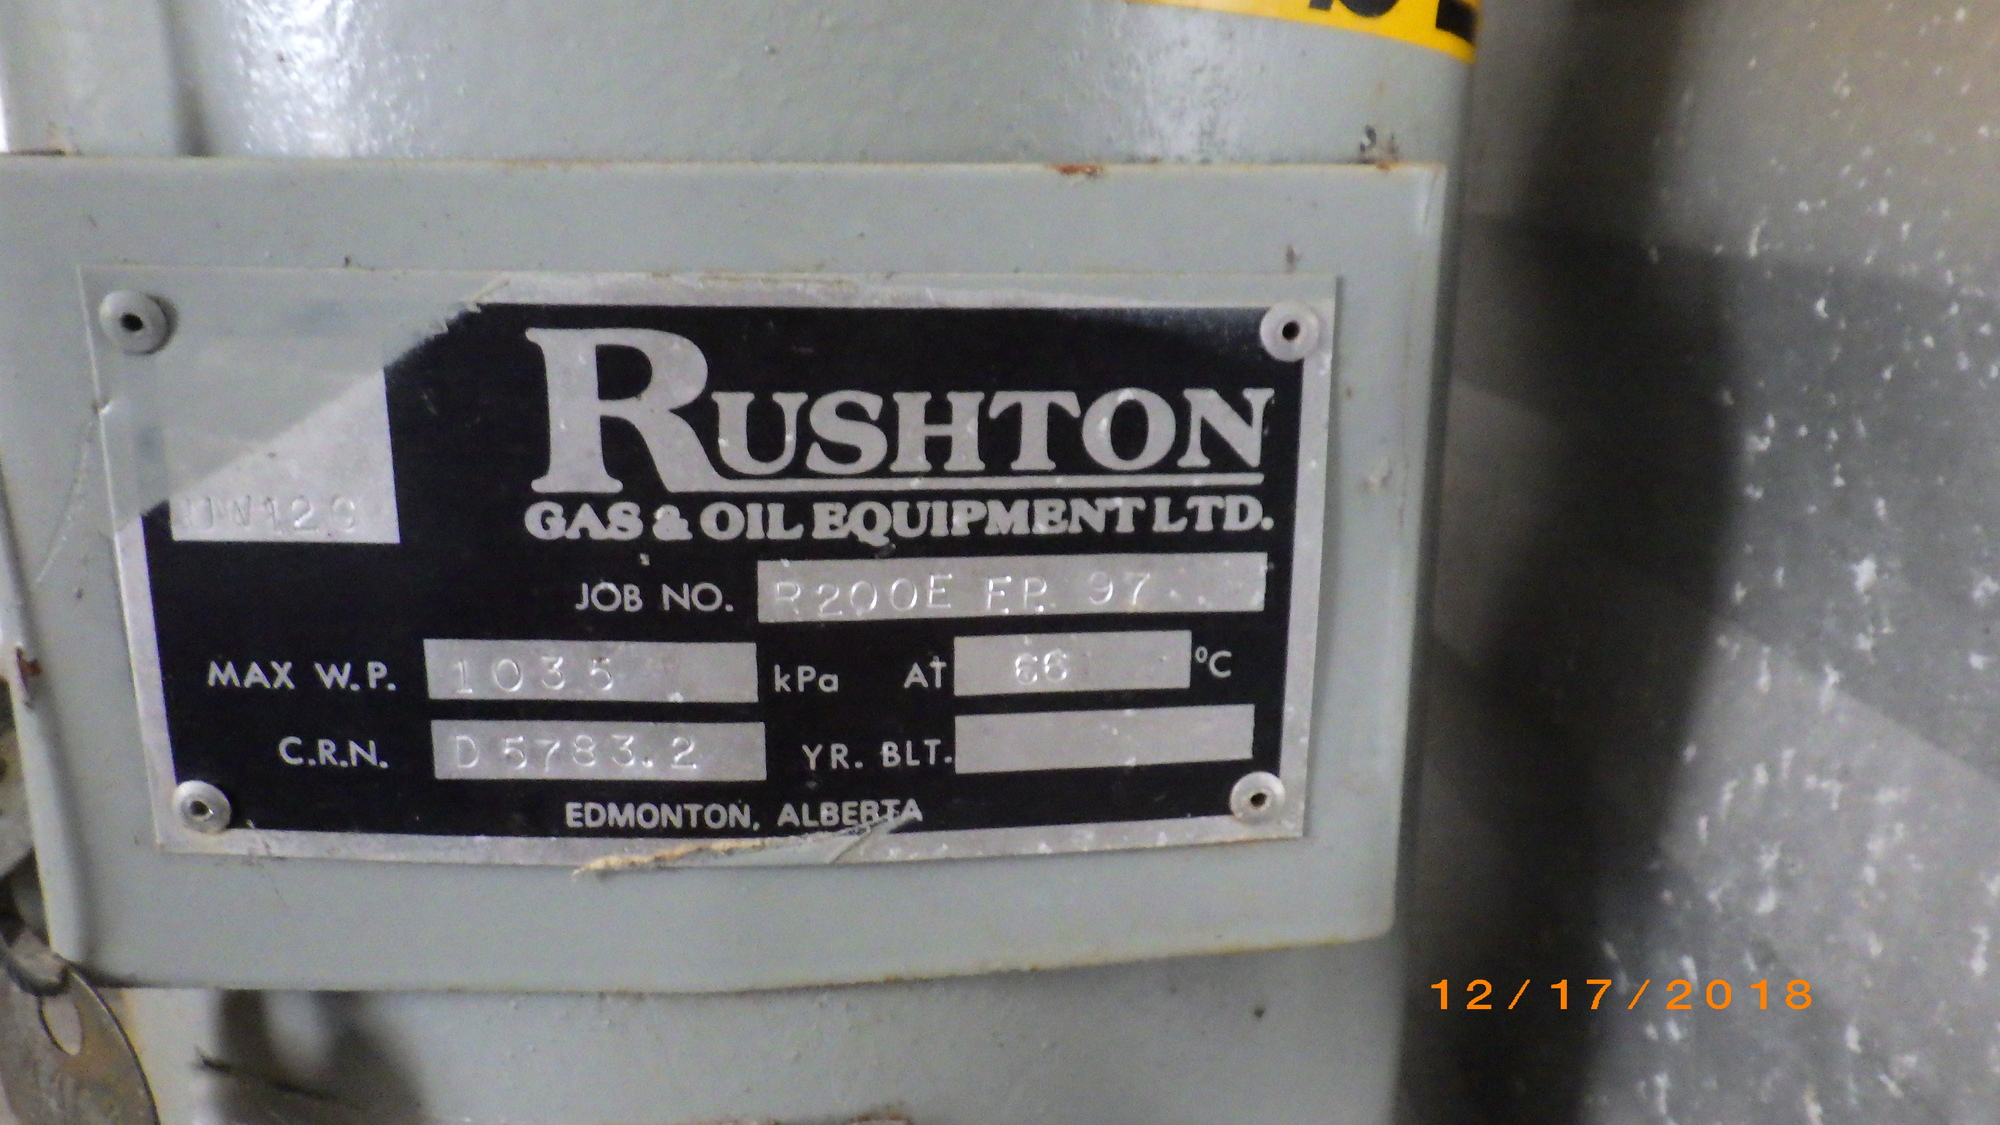 RUSHTON
GAS & OIL EQUIPMENT LTD.
JOB NO. R200E EP 97
MAX W.P. 1035 kPa AT 66 °C
C.R.N. D 5783.2 YR. BLT.
EDMONTON, ALBERTA
12/17/2018